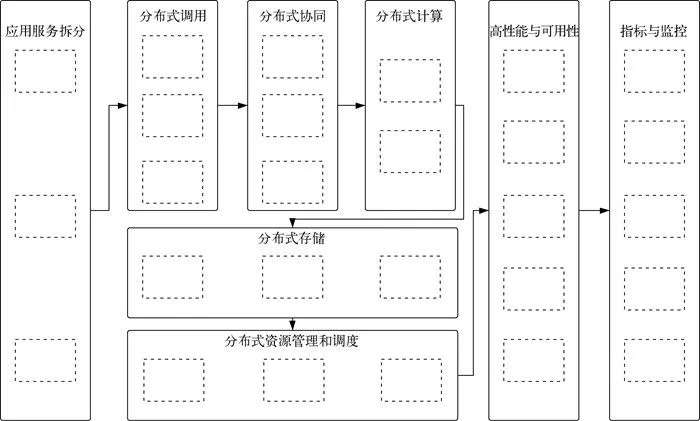 应用服务拆分
分布式调用
分布式协同
分布式计算
高性能与可用性
指标与监控
分布式存储
分布式资源管理和调度